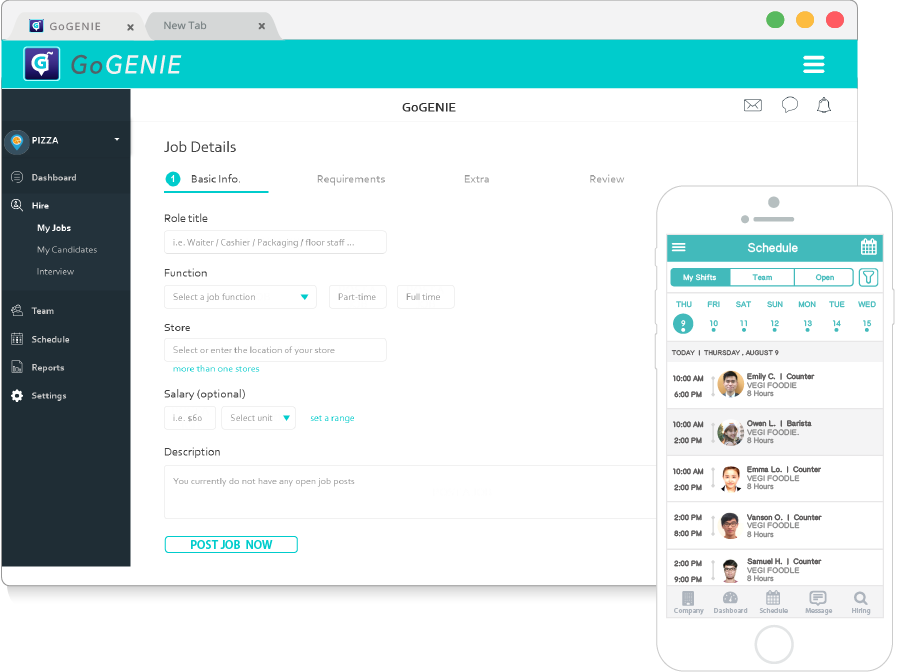 GoGENIE x
New Tab x
GoGENIE
GoGENIE
PIZZA
Dashboard
Hire
My Jobs
My Candidates
Interview
Team
Schedule
Reports
Settings
Job Details
1 Basic Info. Requirements Extra Review
Role title
i.e. Waiter / Cashier / Packaging / floor staff ...
Function
Select a job function Part-time Full time
Store
Select or enter the location of your store
more than one stores
Salary (optional)
i.e. $60 Select unit set a range
Description
You currently do not have any open job posts
POST JOB NOW
Schedule
My Shifts Team Open
THU FRI SAT SUN MON TUE WED
9 10 11 12 13 14 15
TODAY | THURSDAY, AUGUST 9
10:00 AM Emily C. | Counter
VEGI FOODIE
6:00 PM 8 Hours
10:00 AM Owen L. | Barista
VEGI FOODIE.
2:00 PM 8 Hours
10:00 AM Emma Lo. | Counter
VEGI FOODLE
2:00 PM 8 Hours
2:00 PM Vanson O. | Counter
VEGI FOODLE
8:00 PM 8 Hours
2:00 PM Samuel H. | Counter
VEGI FOODLE
9:00 PM 8 Hours
Company Dashboard Schedule Message Hiring